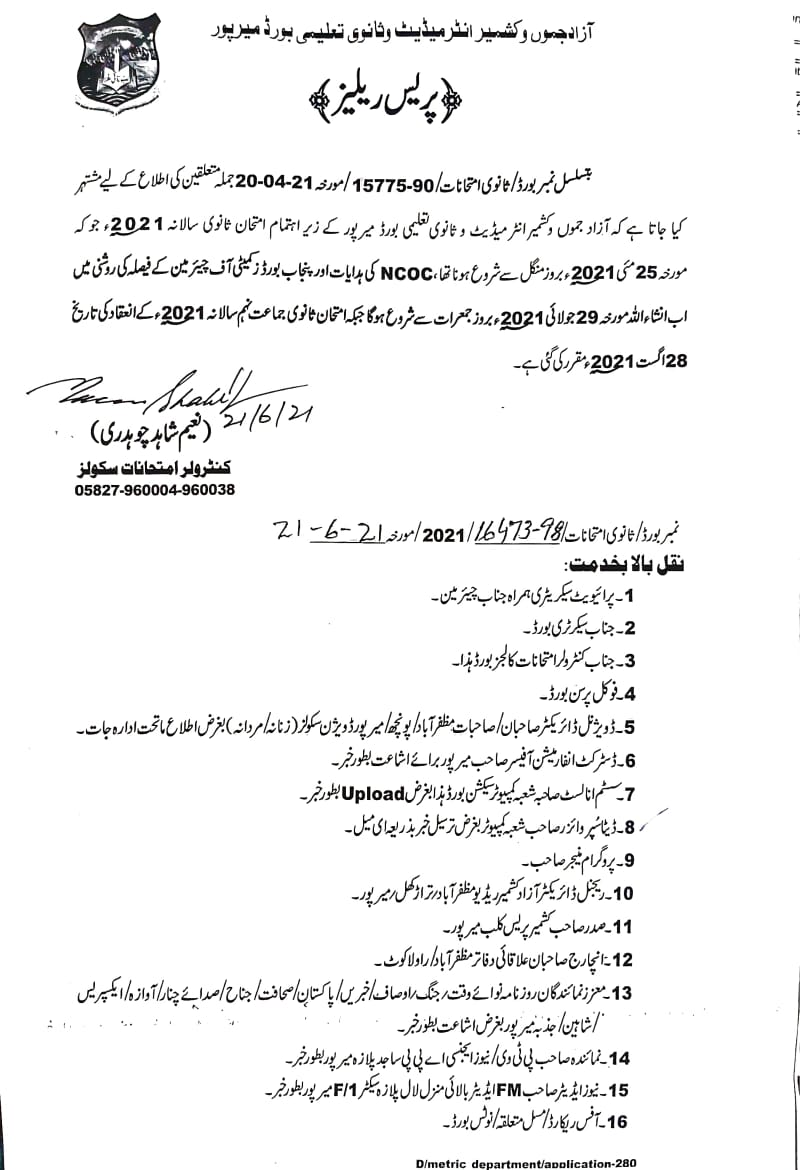 آزاد جموں و کشمیر انٹرمیڈیٹ و ثانوی تعلیمی بورڈ میرپور
﴿پریس ریلیز﴾
بتسلسل نمبر بورڈ/ثانوی امتحانات/90-15775/مورخہ 21-04-20 جملہ متعلقین کی اطلاع کے لیے مشتہر
کیا جاتا ہے کہ آزاد جموں و کشمیر انٹرمیڈیٹ و ثانوی تعلیمی بورڈ میرپور کے زیر اہتمام امتحان ثانوی سالانہ 2021ء جو کہ
مورخہ 25 مئی 2021ء بروز منگل سے شروع ہونا تھا، NCOC کی ہدایات اور پنجاب بورڈز کمیٹی آف چیئرمین کے فیصلہ کی روشنی میں
اب انشاء اللہ مورخہ 29 جولائی 2021ء بروز جمعرات سے شروع ہوگا جبکہ امتحان ثانوی جماعت نہم سالانہ 2021ء کے انعقاد کی تاریخ
28 اگست 2021ء مقرر کی گئی ہے۔
21/6/21
(نعیم شاہد چوہدری)
کنٹرولر امتحانات سکولز
05827-960004-960038
نمبر بورڈ/ثانوی امتحانات/16473-98/2021/مورخہ 21-6-21
نقل بالا بخدمت:
1۔ پرائیویٹ سیکریٹری ہمراہ جناب چیئرمین۔
2۔ جناب سیکرٹری بورڈ۔
3۔ جناب کنٹرولر امتحانات کالجز بورڈ ہذا۔
4۔ فوکل پرسن بورڈ۔
5۔ ڈویژنل ڈائریکٹر صاحبان/صاحبات مظفرآباد/پونچھ/میرپور ڈویژن سکولز (زنانہ/مردانہ) بغرض اطلاع ماتحت ادارہ جات۔
6۔ ڈسٹرکٹ انفارمیشن آفیسر صاحب میرپور برائے اشاعت بطور خبر۔
7۔ سسٹم انالسٹ صاحبہ شعبہ کمپیوٹر سیکشن بورڈ ہذا بغرض Upload بطور خبر۔
8۔ ڈیٹا سپروائزر صاحب شعبہ کمپیوٹر بغرض ترسیل خبر بذریعہ ای میل۔
9۔ پروگرام منیجر صاحب۔
10۔ ریجنل ڈائریکٹر آزاد کشمیر ریڈیو مظفرآباد/تراڑکھل/میرپور۔
11۔ صدر صاحب کشمیر پریس کلب میرپور۔
12۔ انچارج صاحبان علاقائی دفاتر مظفرآباد/راولاکوٹ۔
13۔ معزز نمائندگان روزنامہ نوائے وقت/جنگ/اوصاف/خبریں/پاکستان/صحافت/جناح/صدائے چنار/آوازہ/ایکسپریس
/شاہین/جذبہ میرپور بغرض اشاعت بطور خبر۔
14۔ نمائندہ صاحب پی ٹی وی/نیوز ایجنسی اے پی پی ساجد پلازہ میرپور بطور خبر۔
15۔ نیوز ایڈیٹر صاحب FM ایڈیٹر بالائی منزل لال پلازہ سیکٹر F/1 میرپور بطور خبر۔
16۔ آفس ریکارڈ/مسل متعلقہ/نوٹس بورڈ۔
D/metric department/application-280